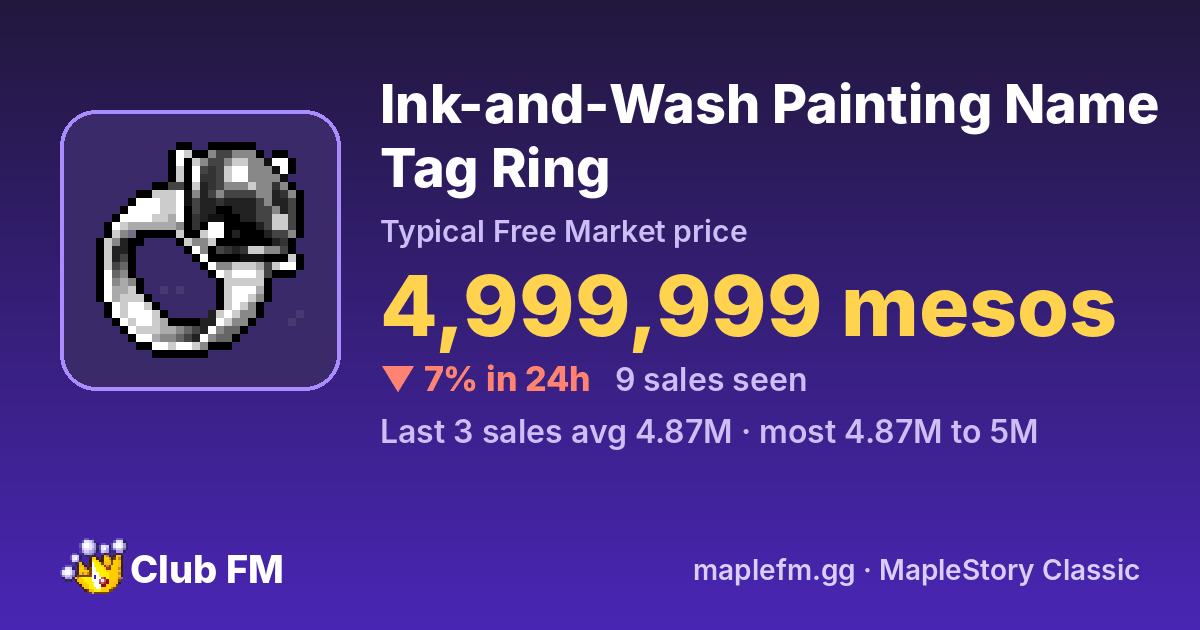 Ink-and-Wash Painting Name
Tag Ring
Typical Free Market price
4,999,999 mesos
▼ 7% in 24h 9 sales seen
Last 3 sales avg 4.87M · most 4.87M to 5M
Club FM
maplefm.gg · MapleStory Classic